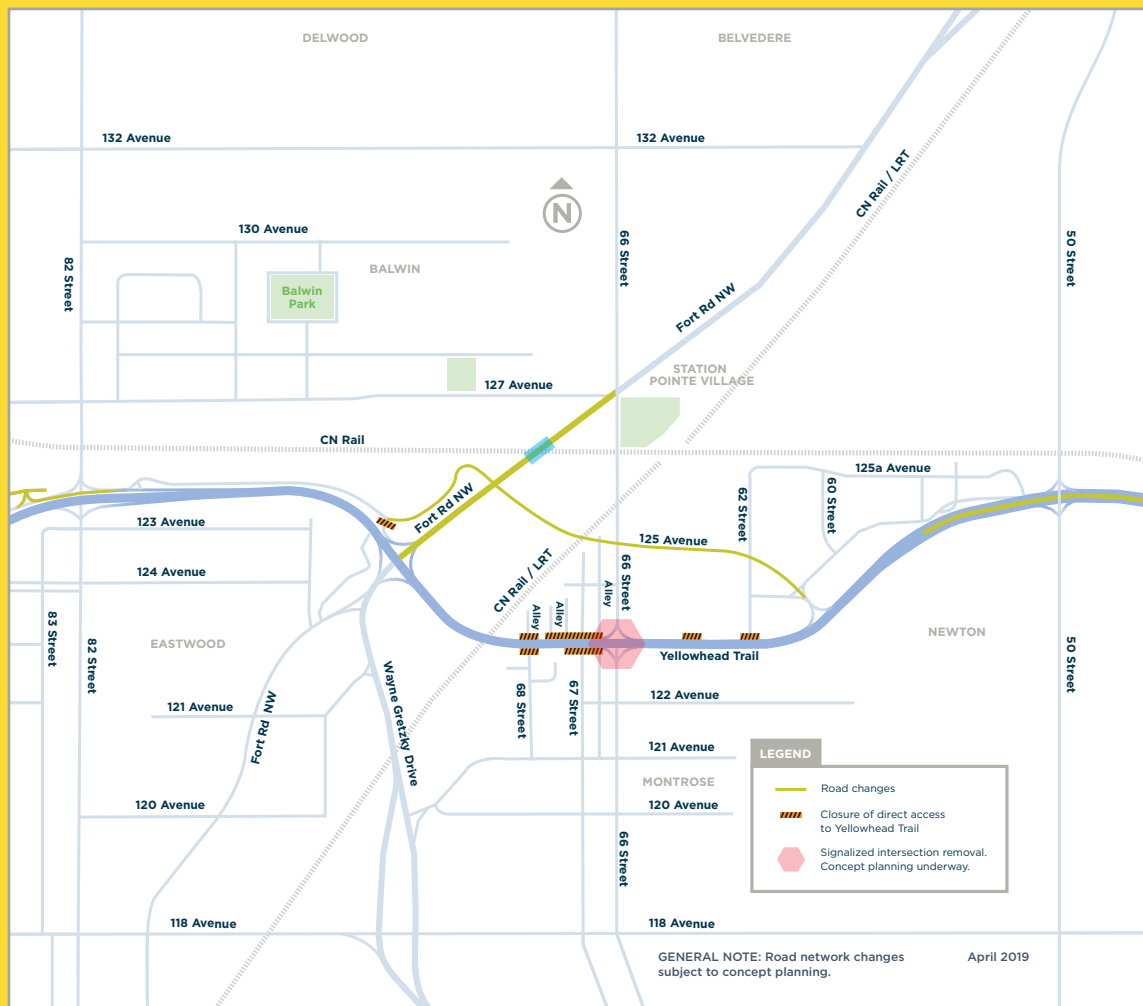 DELWOOD
BELVEDERE
132 Avenue
132 Avenue
CN Rail / LRT
N
130 Avenue
66 Street
82 Street
50 Street
BALWIN
Balwin
Park
Fort Rd NW
STATION
POINTE VILLAGE
127 Avenue
CN Rail
125a Avenue
60 Street
62 Street
Fort Rd NW
123 Avenue
125 Avenue
CN Rail / LRT
66 Street
124 Avenue
Alley
Alley
Alley
83 Street
82 Street
EASTWOOD
NEWTON
50 Street
Yellowhead Trail
Wayne Gretzky Drive
68 Street
67 Street
122 Avenue
121 Avenue
Fort Rd NW
121 Avenue
LEGEND
MONTROSE
Road changes
120 Avenue
120 Avenue
Closure of direct access
to Yellowhead Trail
66 Street
Signalized intersection removal.
Concept planning underway.
118 Avenue
118 Avenue
GENERAL NOTE: Road network changes
subject to concept planning.
April 2019